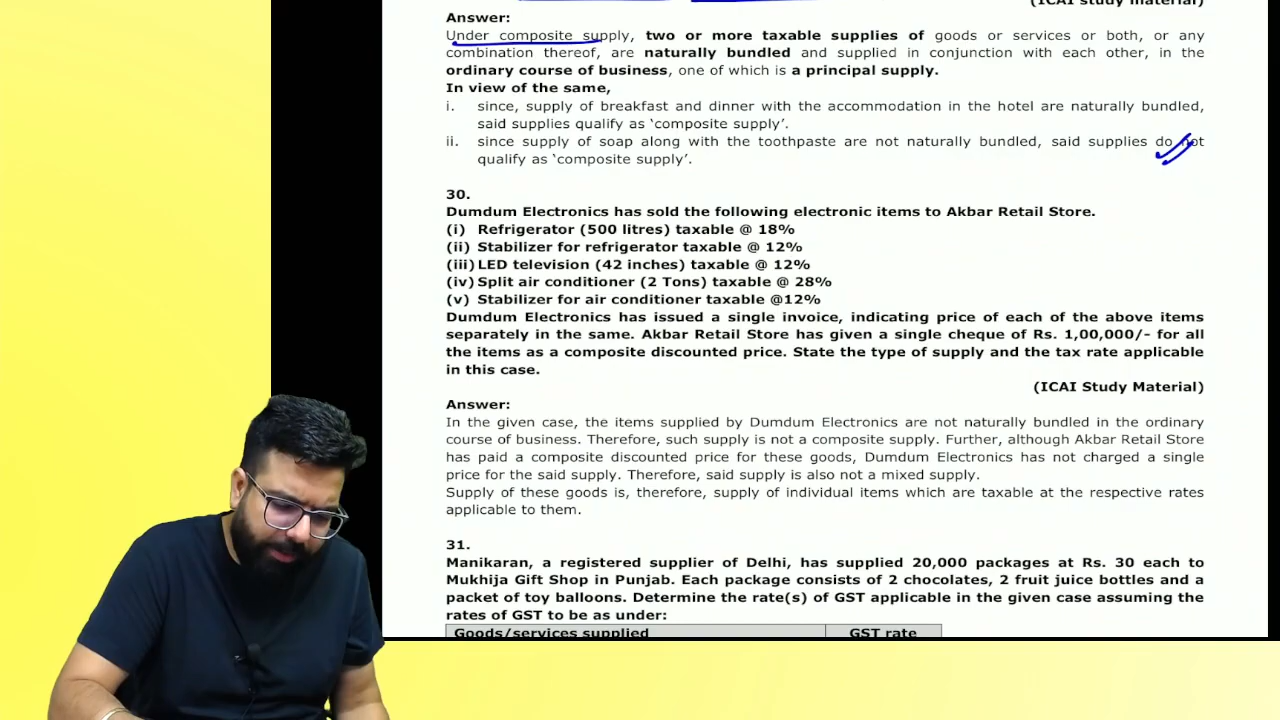 (ICAI study material)
Answer:
Under composite supply, two or more taxable supplies of goods or services or both, or any
combination thereof, are naturally bundled and supplied in conjunction with each other, in the
ordinary course of business, one of which is a principal supply.
In view of the same,
i. since, supply of breakfast and dinner with the accommodation in the hotel are naturally bundled,
said supplies qualify as ‘composite supply’.
ii. since supply of soap along with the toothpaste are not naturally bundled, said supplies do not
qualify as ‘composite supply’.
30.
Dumdum Electronics has sold the following electronic items to Akbar Retail Store.
(i) Refrigerator (500 litres) taxable @ 18%
(ii) Stabilizer for refrigerator taxable @ 12%
(iii) LED television (42 inches) taxable @ 12%
(iv) Split air conditioner (2 Tons) taxable @ 28%
(v) Stabilizer for air conditioner taxable @12%
Dumdum Electronics has issued a single invoice, indicating price of each of the above items
separately in the same. Akbar Retail Store has given a single cheque of Rs. 1,00,000/- for all
the items as a composite discounted price. State the type of supply and the tax rate applicable
in this case.
(ICAI Study Material)
Answer:
In the given case, the items supplied by Dumdum Electronics are not naturally bundled in the ordinary
course of business. Therefore, such supply is not a composite supply. Further, although Akbar Retail Store
has paid a composite discounted price for these goods, Dumdum Electronics has not charged a single
price for the said supply. Therefore, said supply is also not a mixed supply.
Supply of these goods is, therefore, supply of individual items which are taxable at the respective rates
applicable to them.
31.
Manikaran, a registered supplier of Delhi, has supplied 20,000 packages at Rs. 30 each to
Mukhija Gift Shop in Punjab. Each package consists of 2 chocolates, 2 fruit juice bottles and a
packet of toy balloons. Determine the rate(s) of GST applicable in the given case assuming the
rates of GST to be as under:
Goods/services supplied GST rate